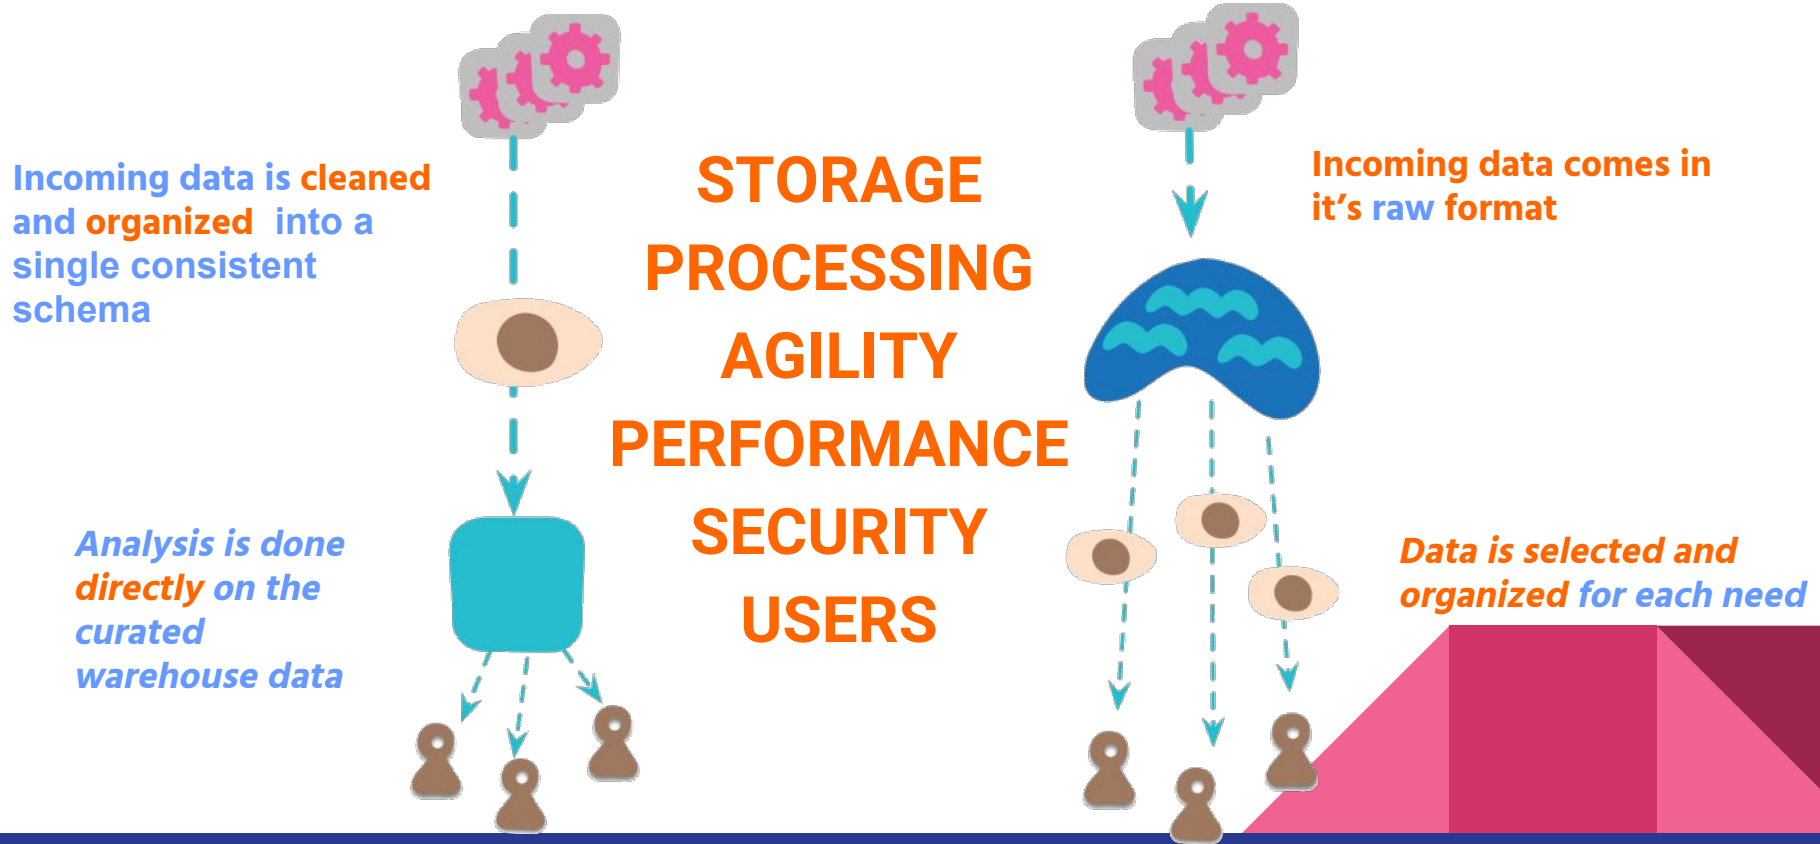 Incoming data is cleaned
and organized into a
single consistent
schema
Analysis is done
directly on the
curated
warehouse data
STORAGE
PROCESSING
AGILITY
PERFORMANCE
SECURITY
USERS
Incoming data comes in
it’s raw format
Data is selected and
organized for each need